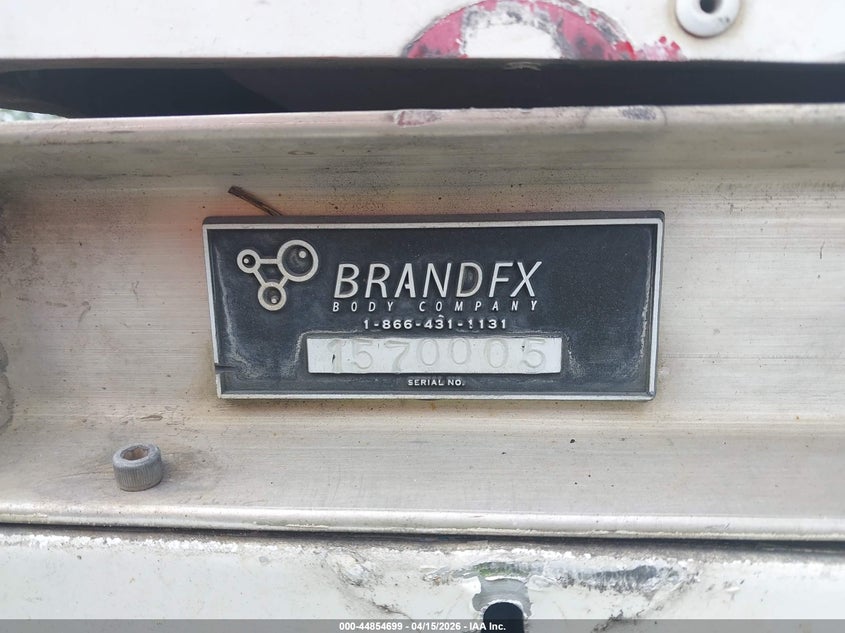 BRANDFX
BODY COMPANY
1-866-431-1131
1570005
SERIAL NO.
000-44854699 - 04/15/2026 - IAA Inc.